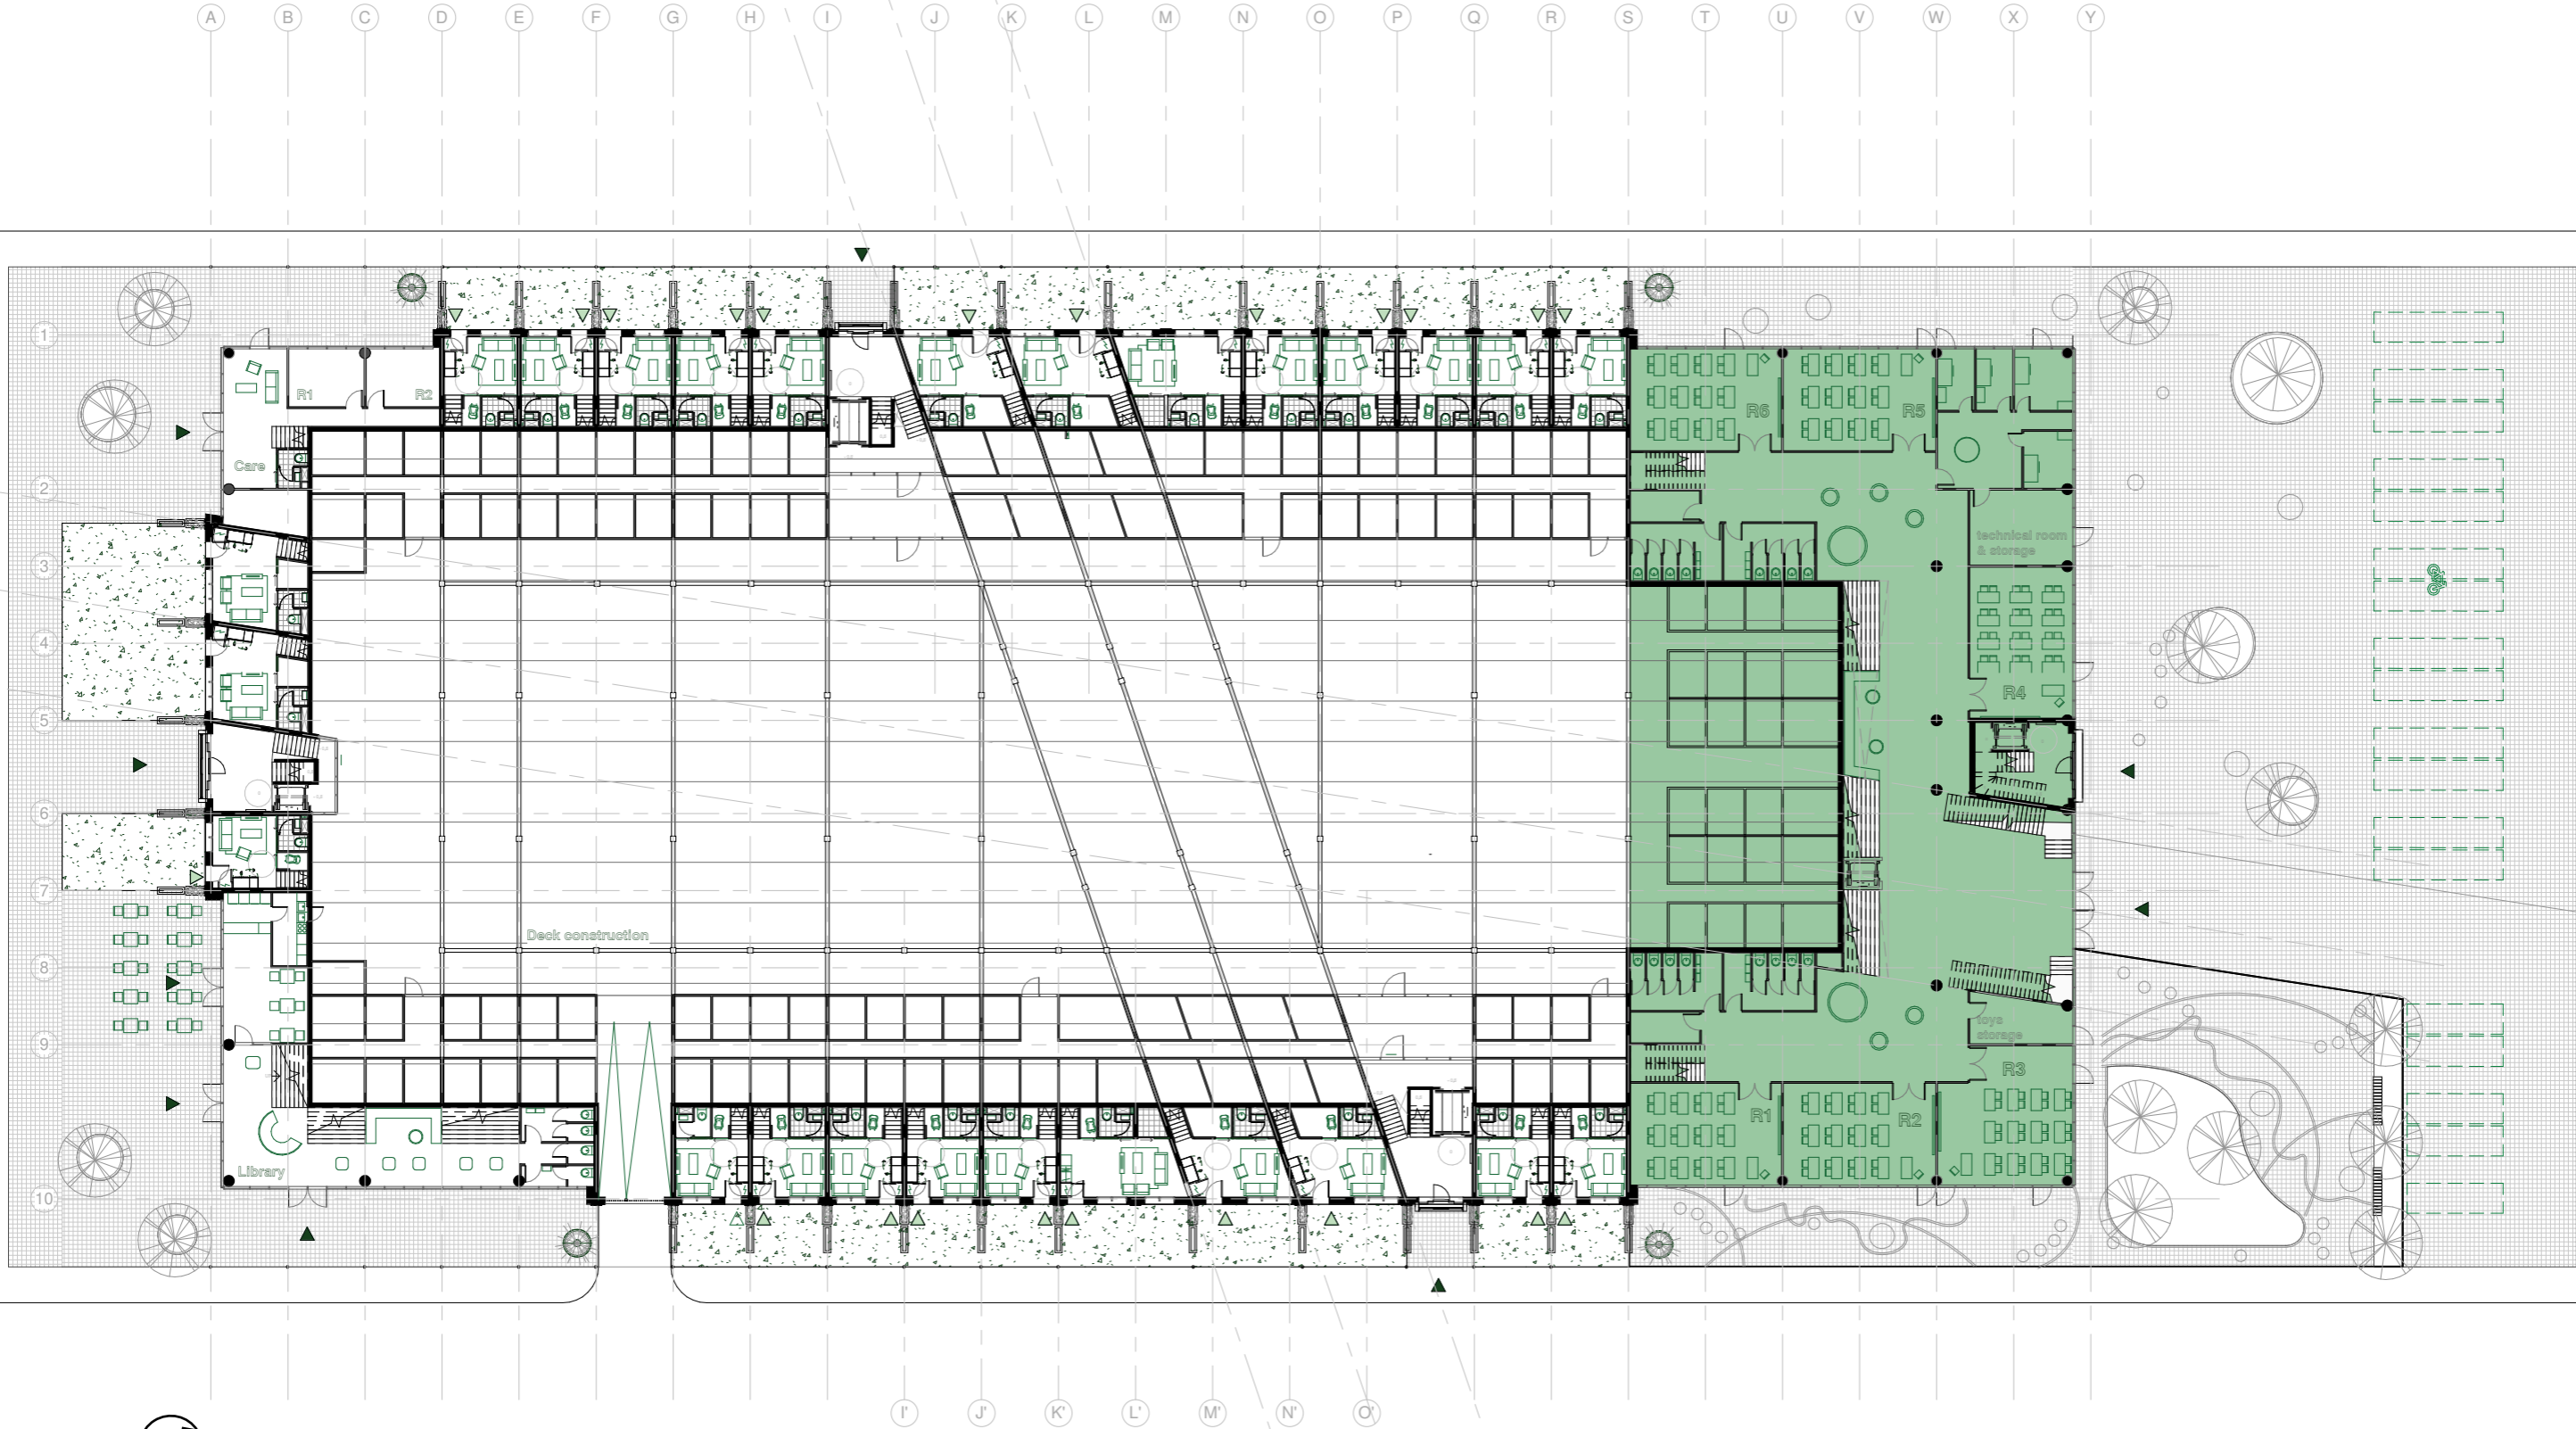 A B C D E F G H I J K L M N O P Q R S T U V W X Y
1
R1 R2 R6 R5
Care
2
technical room
& storage
3
4
R4
5
6
7
Deck construction
8
toys
storage
9
R3
R1 R2
Library
10
I' J' K' L' M' N' O'